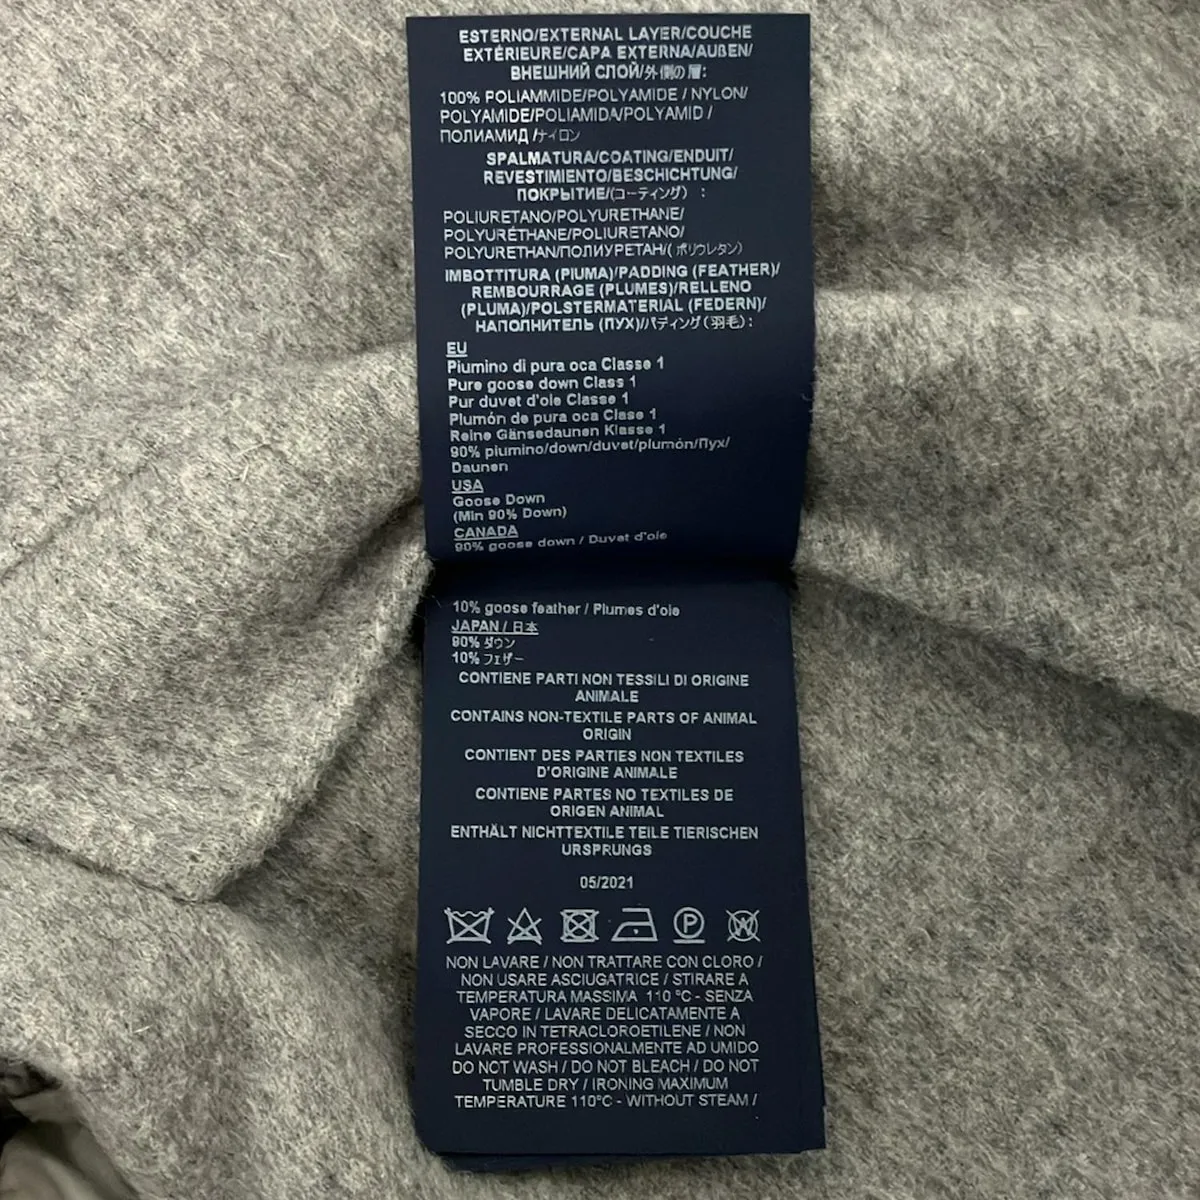 ESTERNO/EXTERNAL LAYER/COUCHE
EXTÉRIEURE/CAPA EXTERNA/AUßEN/
ВНЕШНИЙ СЛОЙ/外側の層:
100% POLIAMMIDE/POLYAMIDE / NYLON/
POLYAMIDE/POLIAMIDA/POLYAMID /
ПОЛИАМИД /ナイロン
SPALMATURA/COATING/ENDUIT/
REVESTIMIENTO/BESCHICHTUNG/
ПОКРЫТИЕ/(コーティング) :
POLIURETANO/POLYURETHANE/
POLYURÉTHANE/POLIURETANO/
POLYURETHAN/ПОЛИУРЕТАН/(ポリウレタン)
IMBOTTITURA (PIUMA)/PADDING (FEATHER)/
REMBOURRAGE (PLUMES)/RELLENO
(PLUMA)/POLSTERMATERIAL (FEDERN)/
НАПОЛНИТЕЛЬ (ПУХ)/パディング(羽毛):
EU
Piumino di pura oca Classe 1
Pure goose down Class 1
Pur duvet d'oie Classe 1
Plumón de pura oca Classe 1
Reine Gänsedaunen Klasse 1
90% piumino/down/duvet/plumón/Пух/
Daunen
USA
Goose Down
(Min 90% Down)
CANADA
90% goose down / Duvet d'oie
10% goose feather / Plumes d'oie
JAPAN / 日本
90% ダウン
10% フェザー
CONTIENE PARTI NON TESSILI DI ORIGINE
ANIMALE
CONTAINS NON-TEXTILE PARTS OF ANIMAL
ORIGIN
CONTIENT DES PARTIES NON TEXTILES
D'ORIGINE ANIMALE
CONTIENE PARTES NO TEXTILES DE
ORIGEN ANIMAL
ENTHÄLT NICHTTEXTILE TEILE TIERISCHEN
URSPRUNGS
05/2021
P W
NON LAVARE / NON TRATTARE CON CLORO /
NON USARE ASCIUGATRICE / STIRARE A
TEMPERATURA MASSIMA 110 °C - SENZA
VAPORE / LAVARE DELICATAMENTE A
SECCO IN TETRACLOROETILENE / NON
LAVARE PROFESSIONALMENTE AD UMIDO
DO NOT WASH / DO NOT BLEACH / DO NOT
TUMBLE DRY / IRONING MAXIMUM
TEMPERATURE 110°C - WITHOUT STEAM /